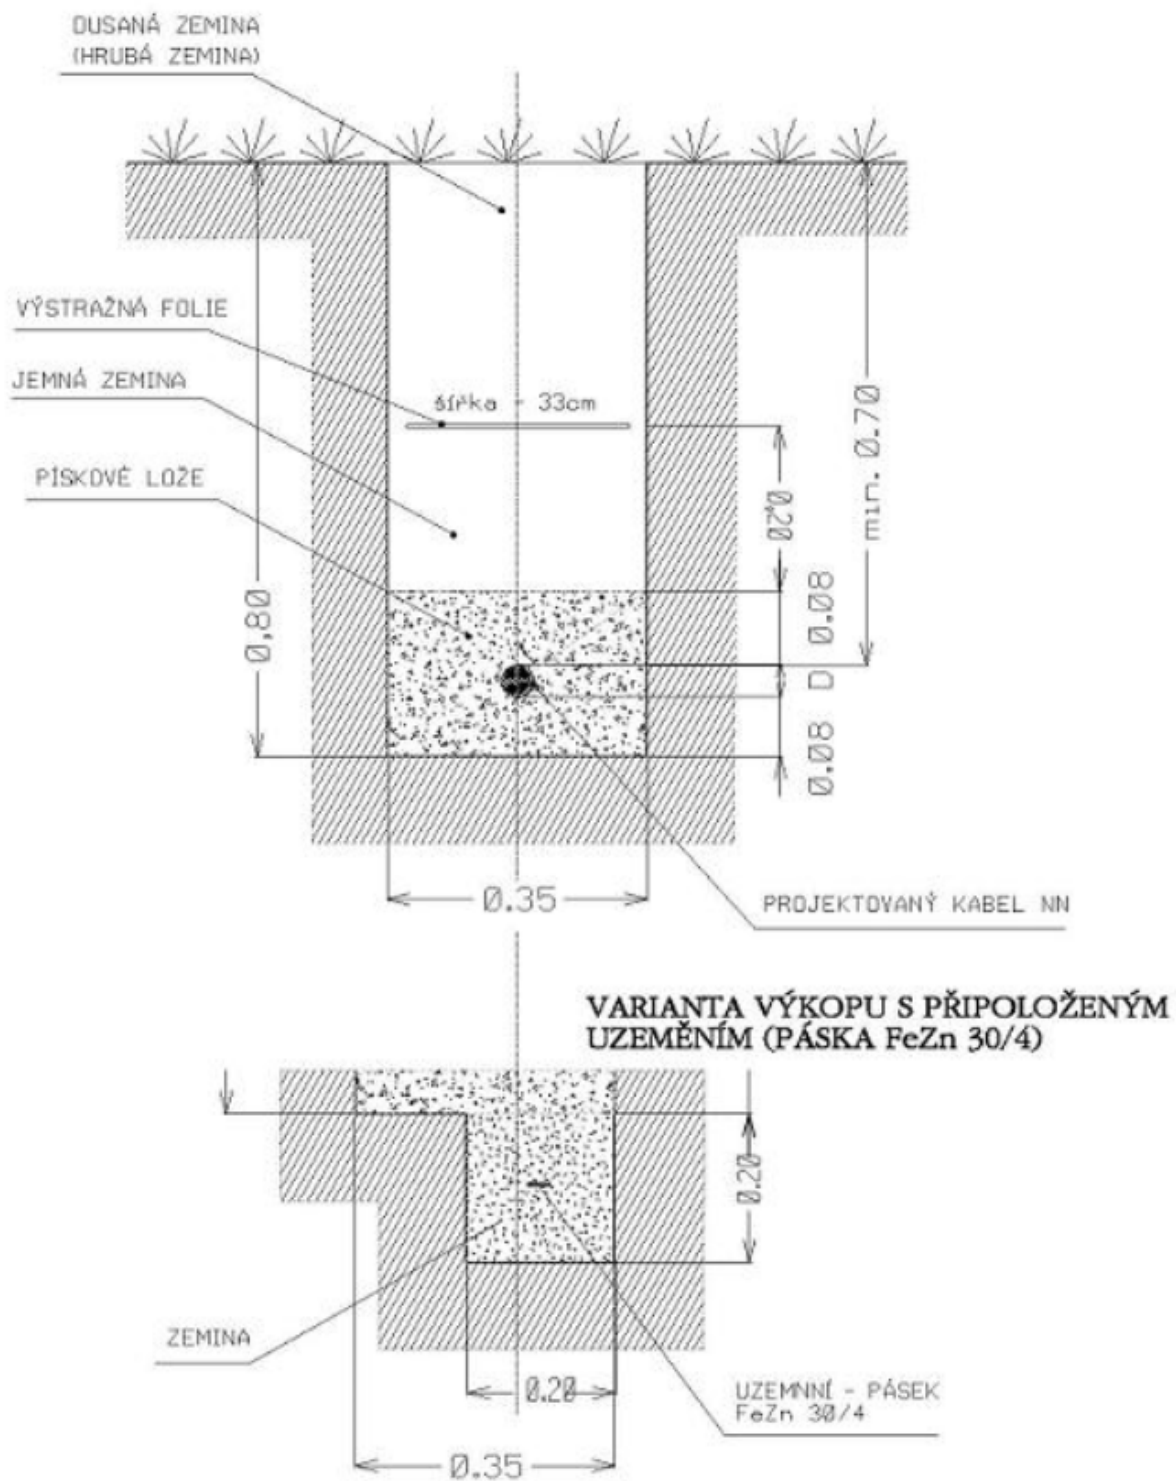 DUSANÁ ZEMINA
(HRUBÁ ZEMINA)
VÝSTRAŽNÁ FOLIE
JEMNÁ ZEMINA
šířka - 33cm
PÍSKOVÉ LOŽE
min. 0.70
0.20
0.08
D
0.08
0,80
0.35
PROJEKTOVANÝ KABEL NN
VARIANTA VÝKOPU S PŘIPOLOŽENÝM
UZEMĚNÍM (PÁSKA FeZn 30/4)
0.20
ZEMINA
0.20
UZEMNNÍ - PÁSEK
FeZn 30/4
0.35